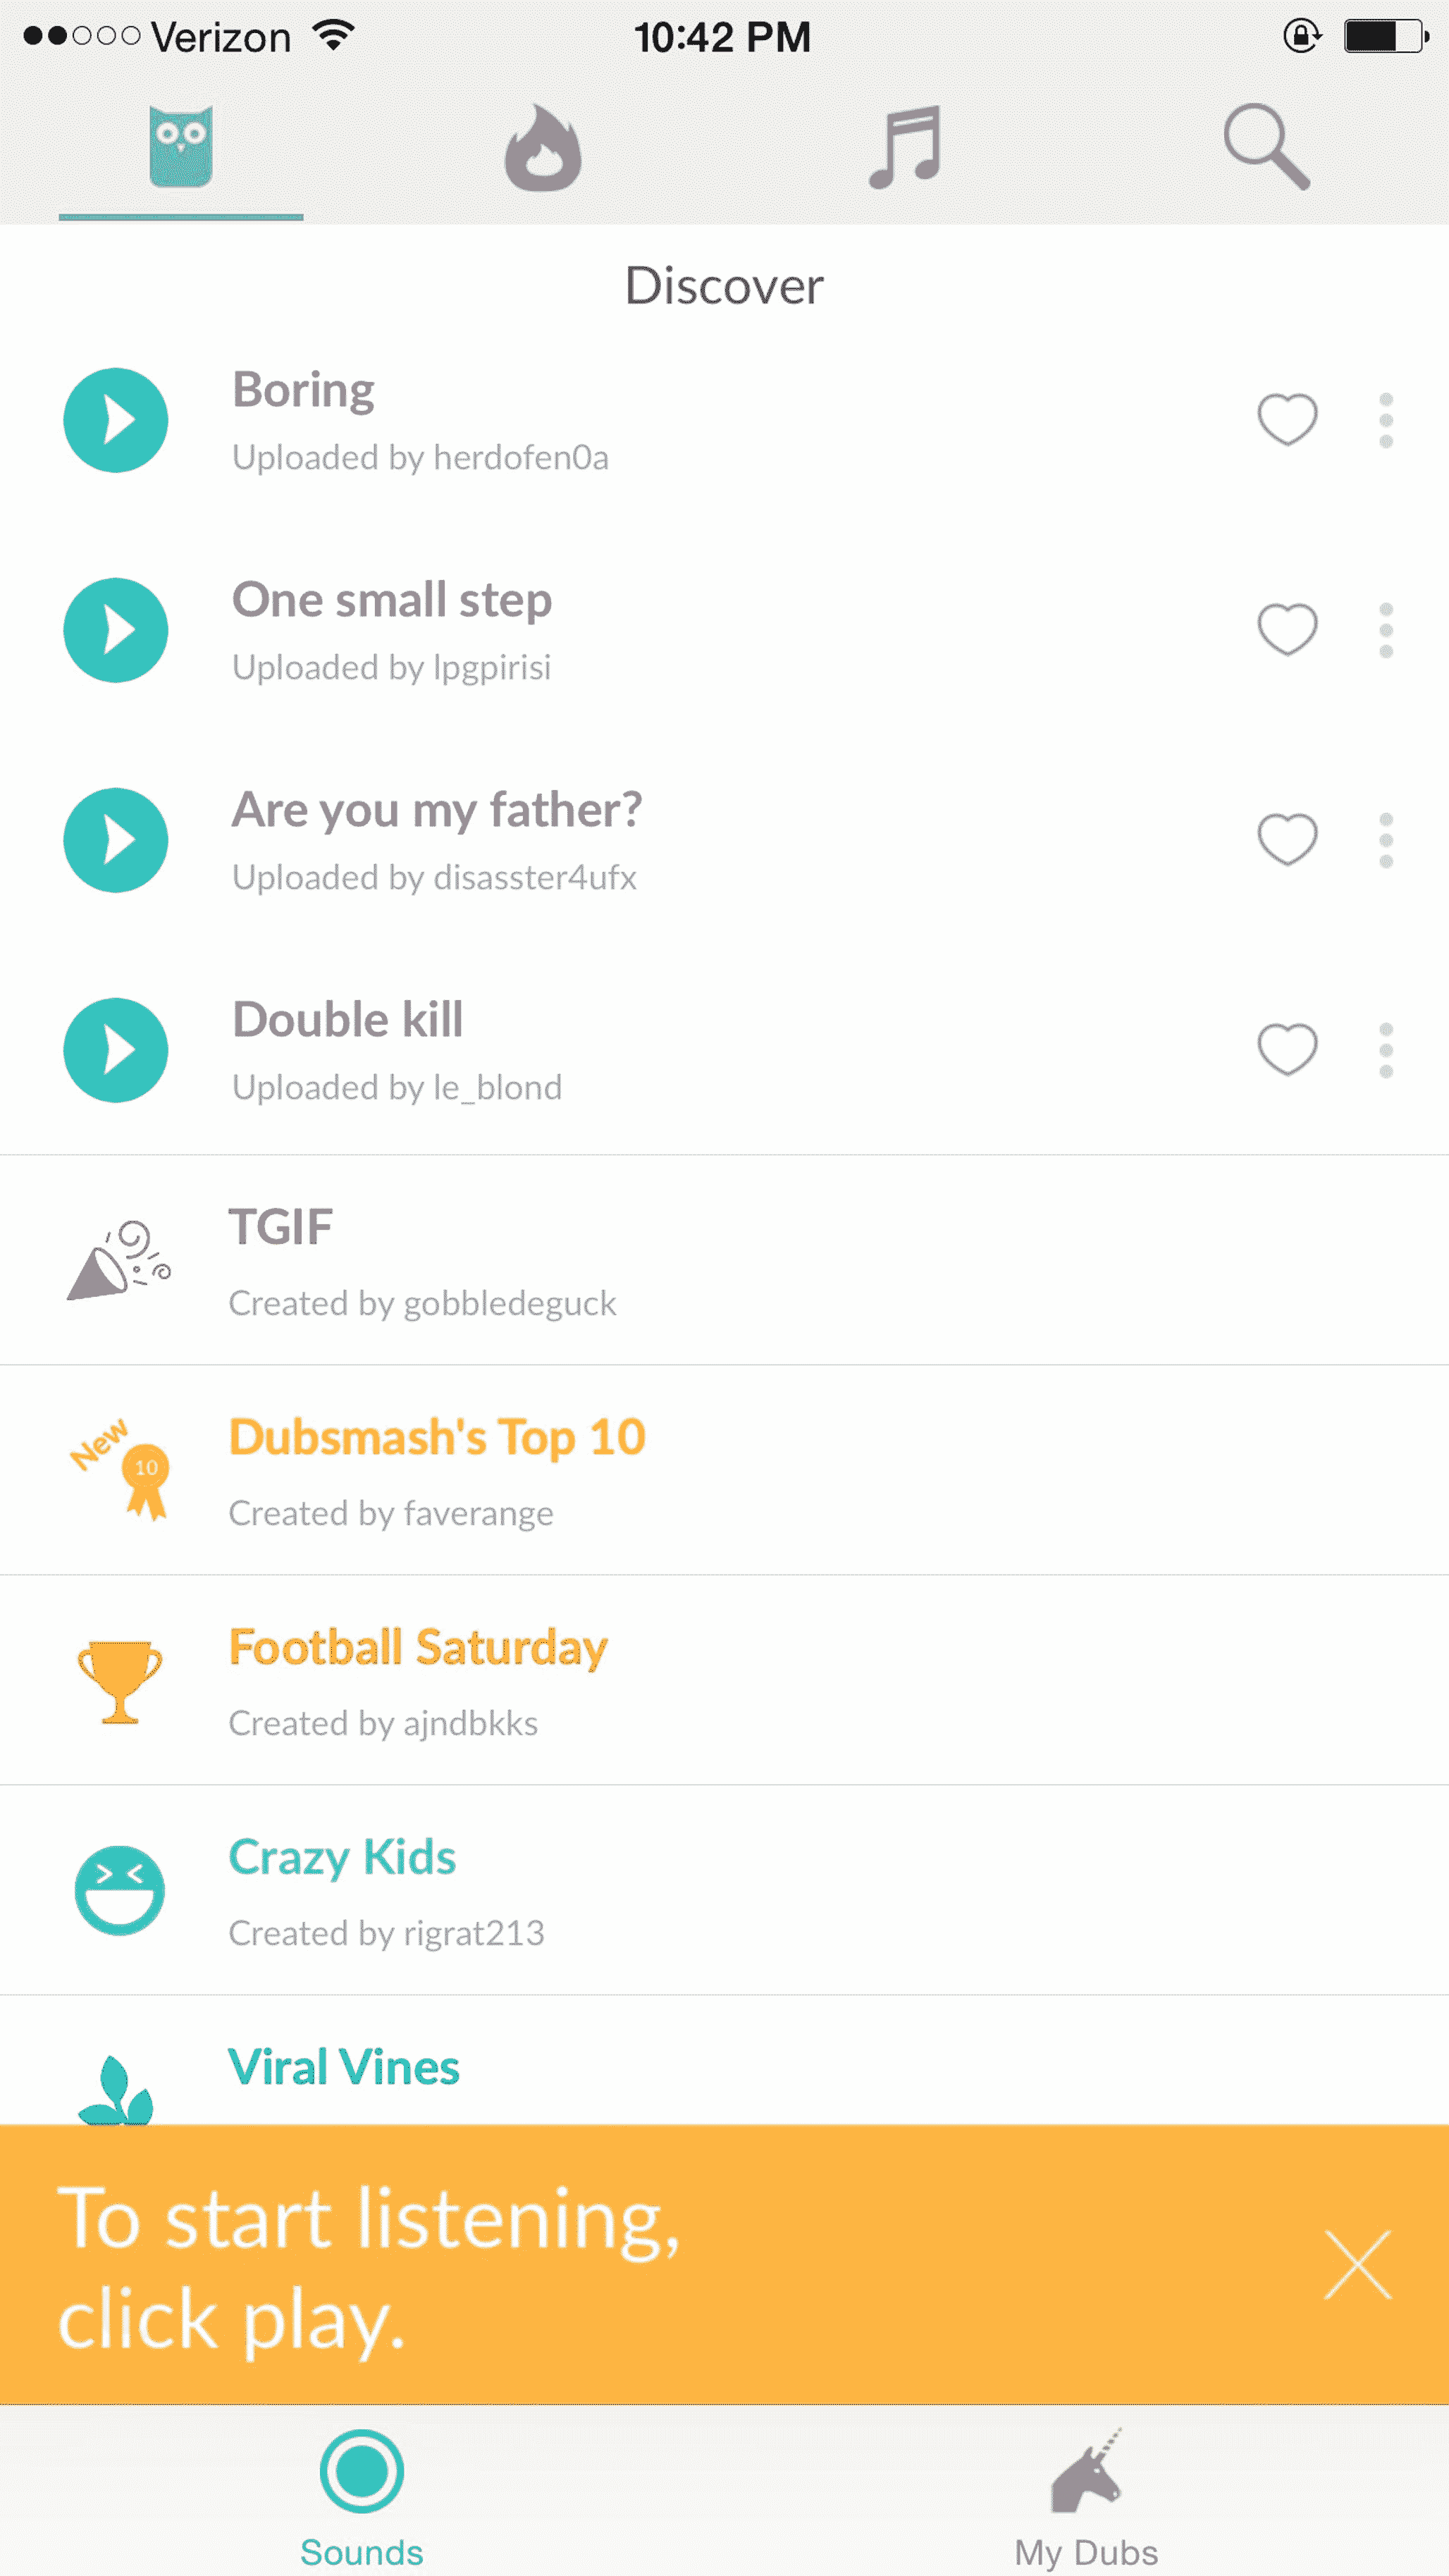 Verizon 10:42 PM
Discover
Boring
Uploaded by herdofen0a
One small step
Uploaded by lpgpirisi
Are you my father?
Uploaded by disasster4ufx
Double kill
Uploaded by le_blond
TGIF
Created by gobbledeguck
New
10
Dubsmash's Top 10
Created by faverange
Football Saturday
Created by ajndbkks
Crazy Kids
Created by rigrat213
Viral Vines
To start listening,
click play.
Sounds
My Dubs